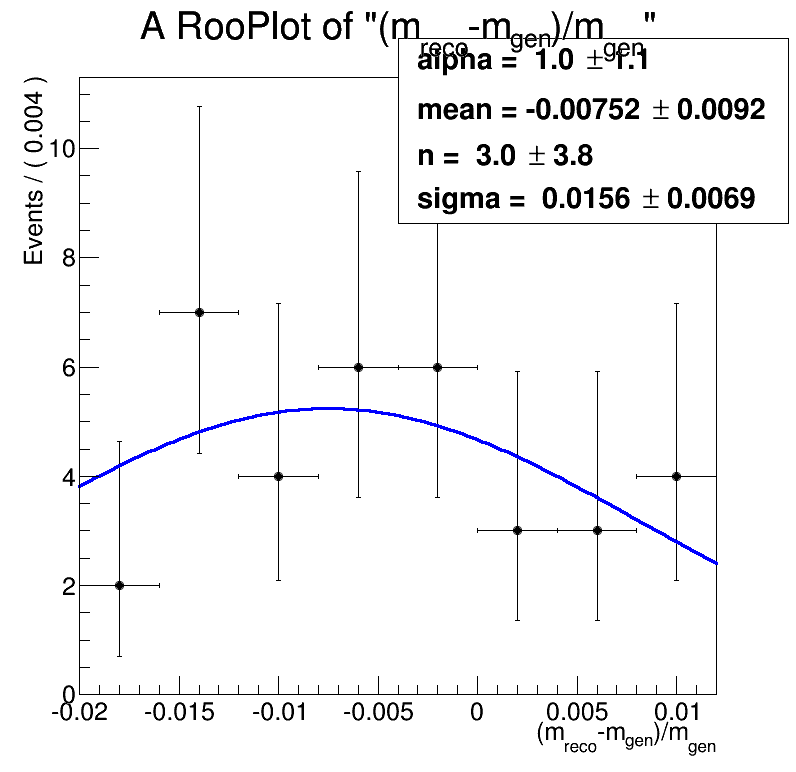 A RooPlot of "(m_reco-m_gen)/m_gen"
alpha = 1.0 ± 1.1
mean = -0.00752 ± 0.0092
n = 3.0 ± 3.8
sigma = 0.0156 ± 0.0069
Events / ( 0.004 )
10
8
6
4
2
0
-0.02 -0.015 -0.01 -0.005 0 0.005 0.01
(m_reco-m_gen)/m_gen